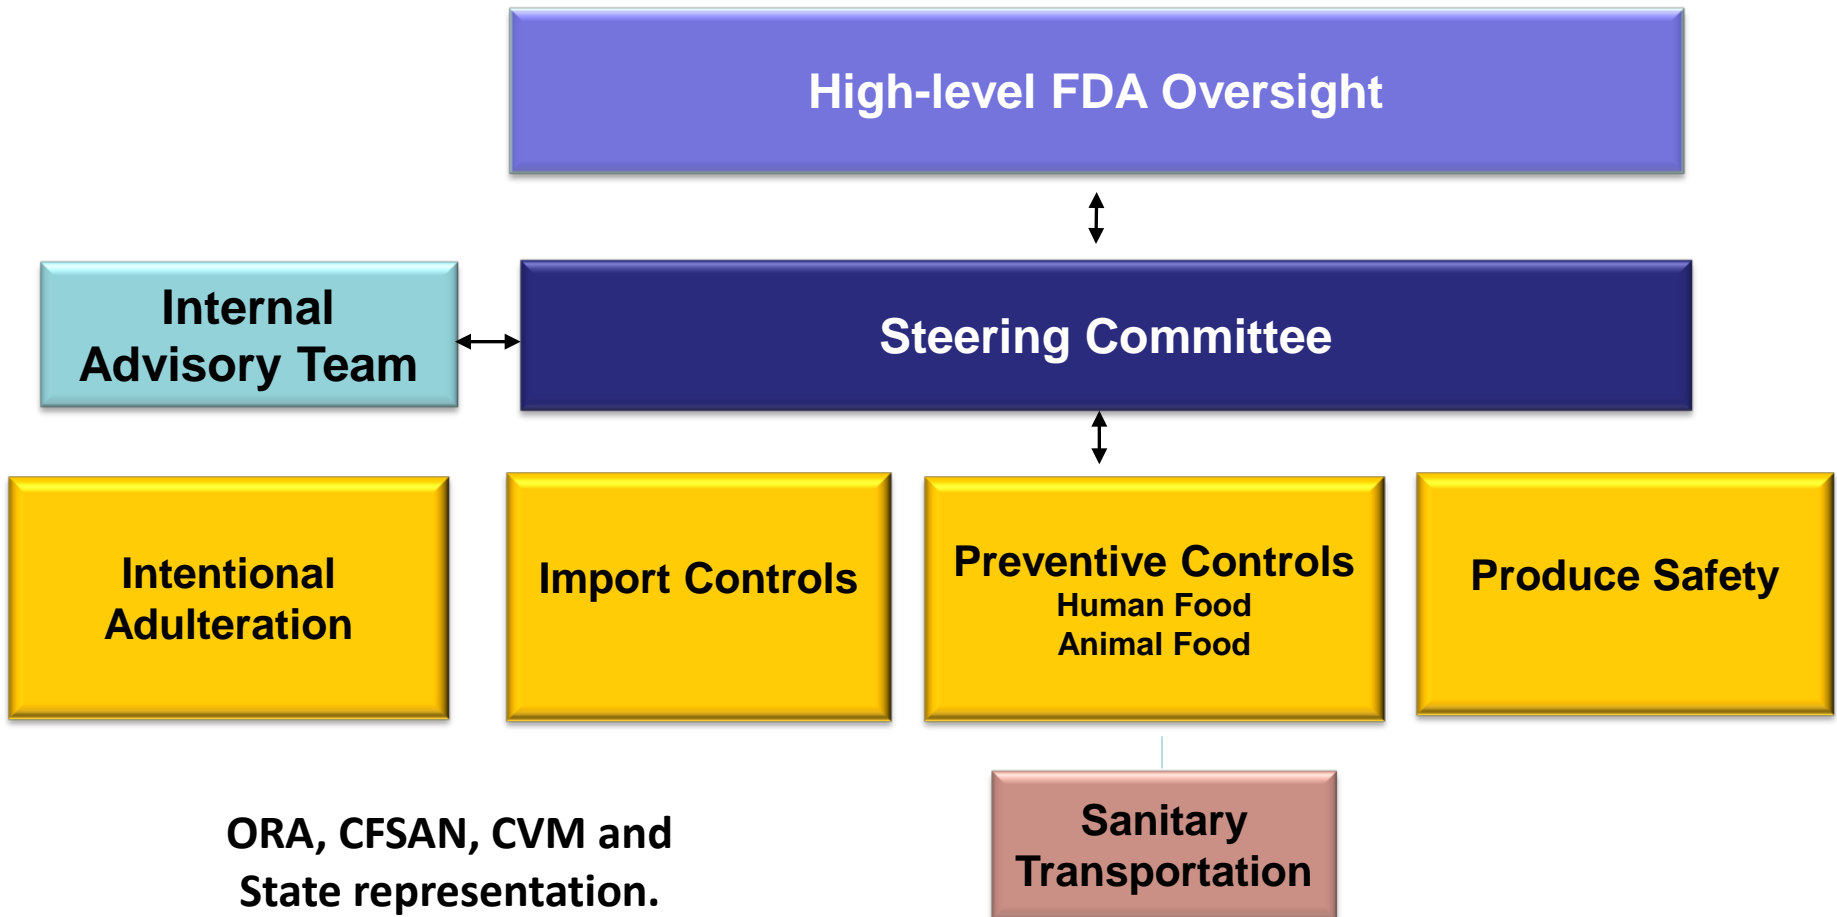 High-level FDA Oversight
Internal
Advisory Team
Steering Committee
Intentional
Adulteration
Import Controls
Preventive Controls
Human Food
Animal Food
Produce Safety
ORA, CFSAN, CVM and
State representation.
Sanitary
Transportation